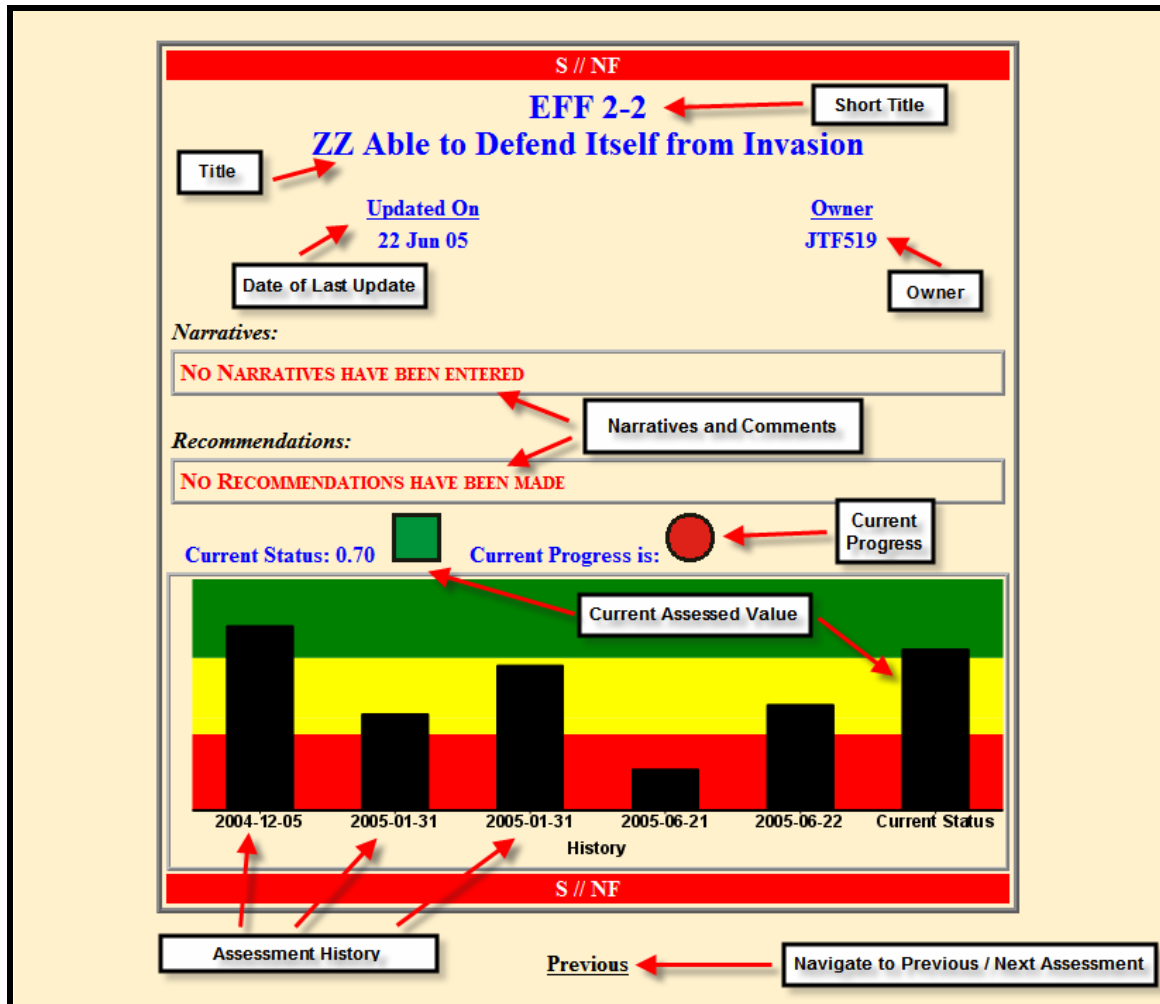 S // NF
EFF 2-2
Short Title
ZZ Able to Defend Itself from Invasion
Title
Updated On
Owner
22 Jun 05
JTF519
Date of Last Update
Owner
Narratives:
NO NARRATIVES HAVE BEEN ENTERED
Narratives and Comments
Recommendations:
NO RECOMMENDATIONS HAVE BEEN MADE
Current
Progress
Current Status: 0.70
Current Progress is:
Current Assessed Value
2004-12-05 2005-01-31 2005-01-31 2005-06-21 2005-06-22 Current Status
History
S // NF
Assessment History
Previous
Navigate to Previous / Next Assessment